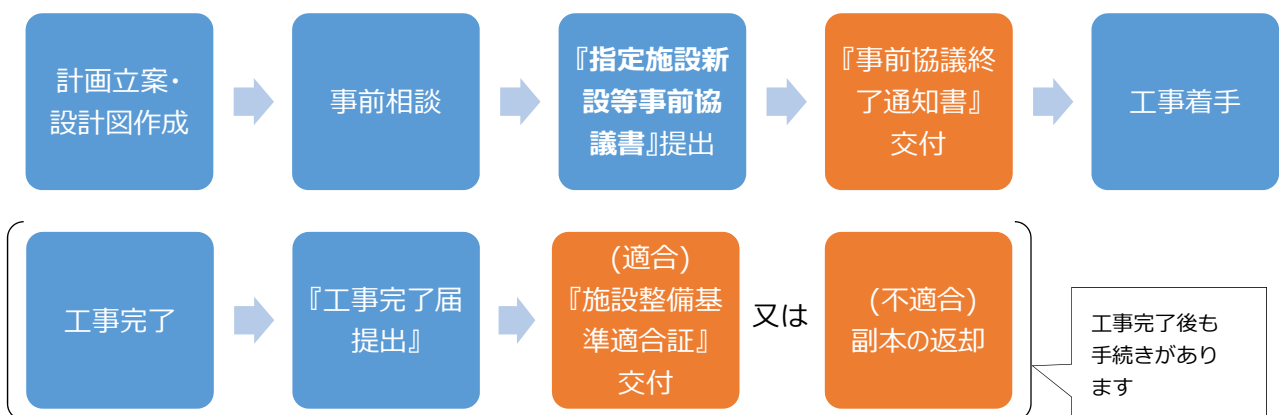 計画立案・
設計図作成
事前相談
『指定施設新
設等事前協
議書』提出
『事前協議終
了通知書』
交付
工事着手
工事完了
『工事完了届
提出』
(適合)
『施設整備基
準適合証』
交付
又は
(不適合)
副本の返却
工事完了後も
手続きがあり
ます